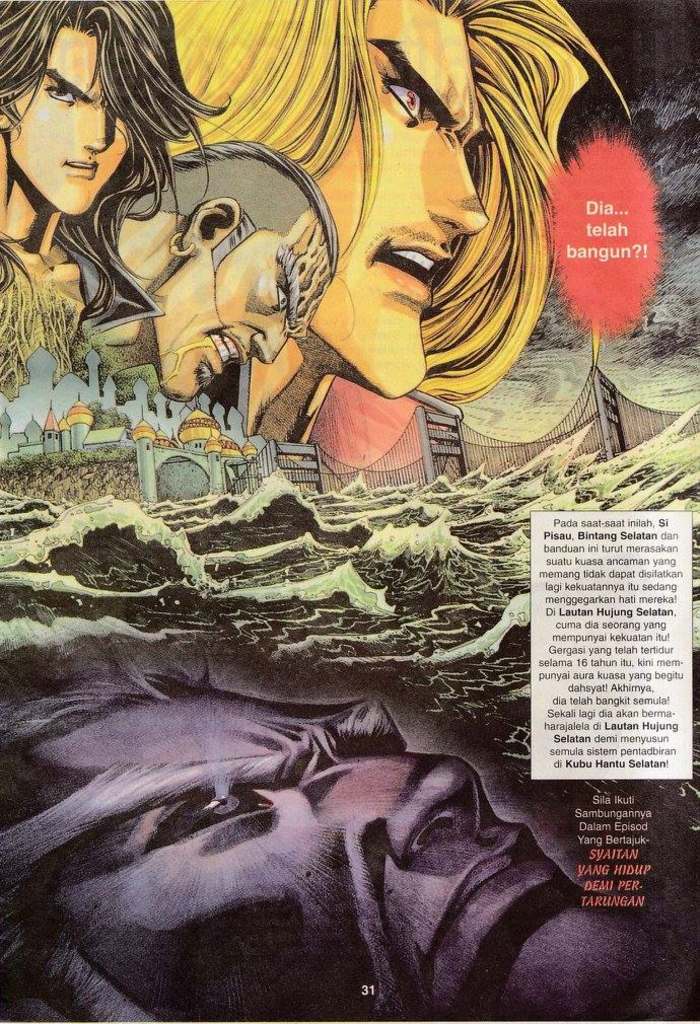 Dia...
telah
bangun?!
Pada saat-saat inilah, Si
Pisau, Bintang Selatan dan
banduan ini turut merasakan
suatu kuasa ancaman yang
memang tidak dapat disifatkan
lagi kekuatannya itu sedang
menggegarkan hati mereka!
Di Lautan Hujung Selatan,
cuma dia seorang yang
mempunyai kekuatan itu!
Gergasi yang telah tertidur
selama 16 tahun itu, kini mem-
punyai aura kuasa yang begitu
dahsyat! Akhirnya,
dia telah bangkit semula!
Sekali lagi dia akan berma-
harajalela di Lautan Hujung
Selatan demi menyusun
semula sistem pentadbiran
di Kubu Hantu Selatan!
Sila Ikuti
Sambungannya
Dalam Episod
Yang Bertajuk-
SYAITAN
YANG HIDUP
DEMI PER-
TARUNGAN
31